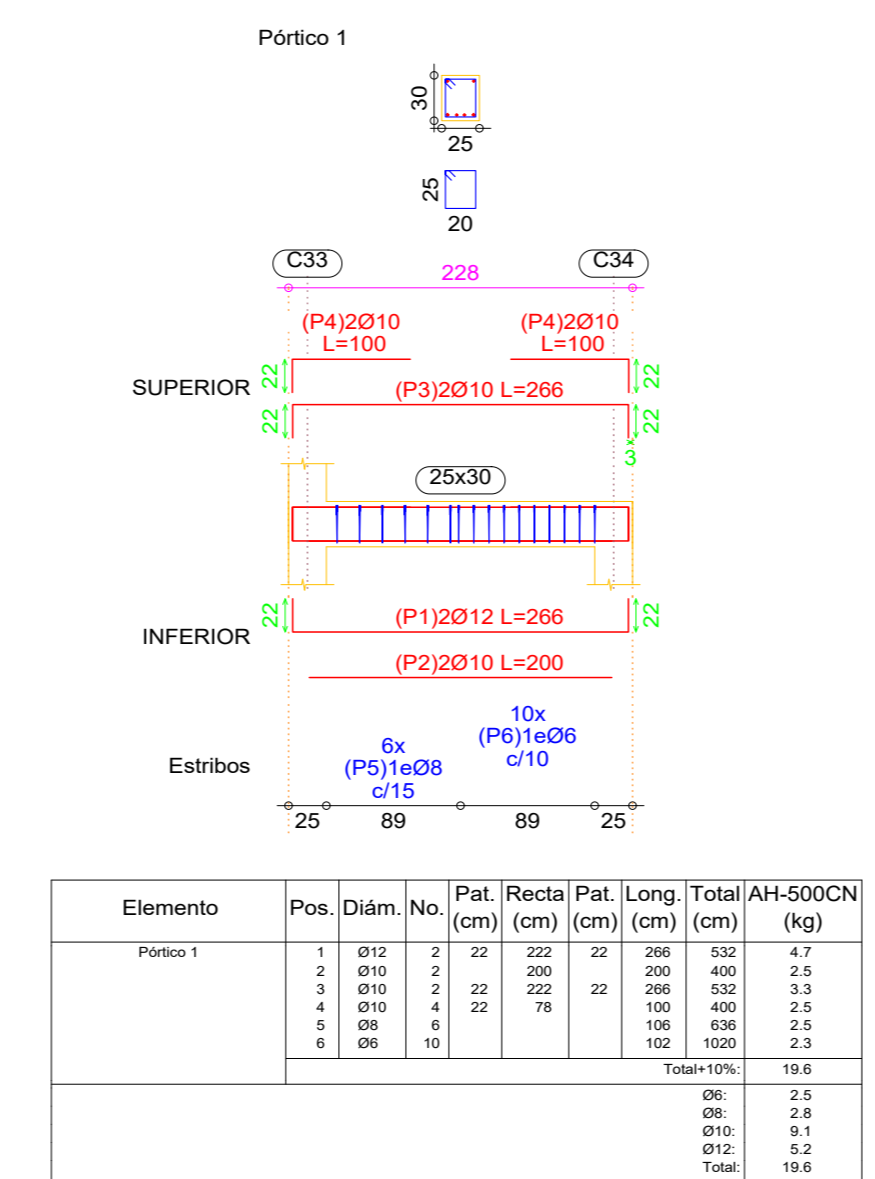 Pórtico 1
30
25
25
20
C33
C34
228
(P4)2Ø10
L=100
(P4)2Ø10
L=100
SUPERIOR
22
22
(P3)2Ø10 L=266
22
22
3
25x30
INFERIOR
22
(P1)2Ø12 L=266
22
(P2)2Ø10 L=200
Estribos
6x
(P5)1eØ8
c/15
10x
(P6)1eØ6
c/10
25 89 89 25
Elemento Pos. Diám. No. Pat. (cm) Recta (cm) Pat. (cm) Long. (cm) Total (cm) AH-500CN (kg)
Pórtico 1 1 Ø12 2 22 222 22 266 532 4.7
2 Ø10 2 200 200 400 2.5
3 Ø10 2 22 222 22 266 532 3.3
4 Ø10 4 22 78 100 400 2.5
5 Ø8 6 106 636 2.5
6 Ø6 10 102 1020 2.3
Total+10%: 19.6
Ø6: 2.5
Ø8: 2.8
Ø10: 9.1
Ø12: 5.2
Total: 19.6